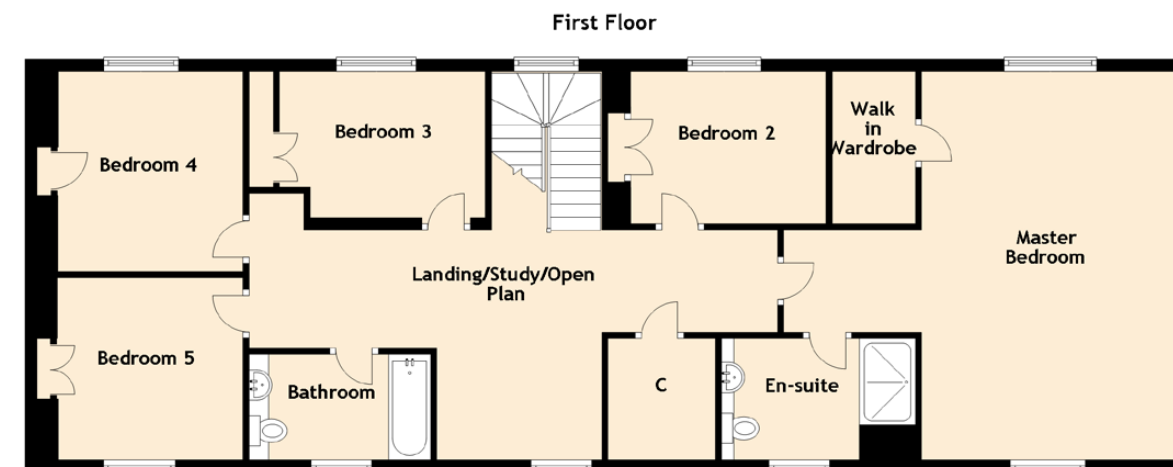 First Floor
Bedroom 4
Bedroom 3
Bedroom 2
Walk
in
Wardrobe
Master
Bedroom
Landing/Study/Open
Plan
Bedroom 5
Bathroom
C
En-suite